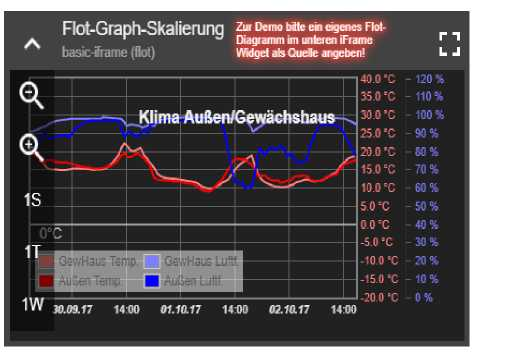 Flot-Graph-Skalierung
basic-iframe (flot)
Zur Demo bitte ein eigenes Flot-
Diagramm im unteren iFrame
Widget als Quelle angeben!
Klima Außen/Gewächshaus
40.0 °C
35.0 °C
30.0 °C
25.0 °C
20.0 °C
15.0 °C
10.0 °C
5.0 °C
0.0 °C
-5.0 °C
-10.0 °C
-15.0 °C
-20.0 °C
120 %
110 %
100 %
90 %
80 %
70 %
60 %
50 %
40 %
30 %
20 %
10 %
0 %
1S
0°C
1T
GewHaus Temp.
GewHaus Luftf.
Außen Temp.
Außen Luftf.
1W
30.09.17 14:00 01.10.17 14:00 02.10.17 14:00